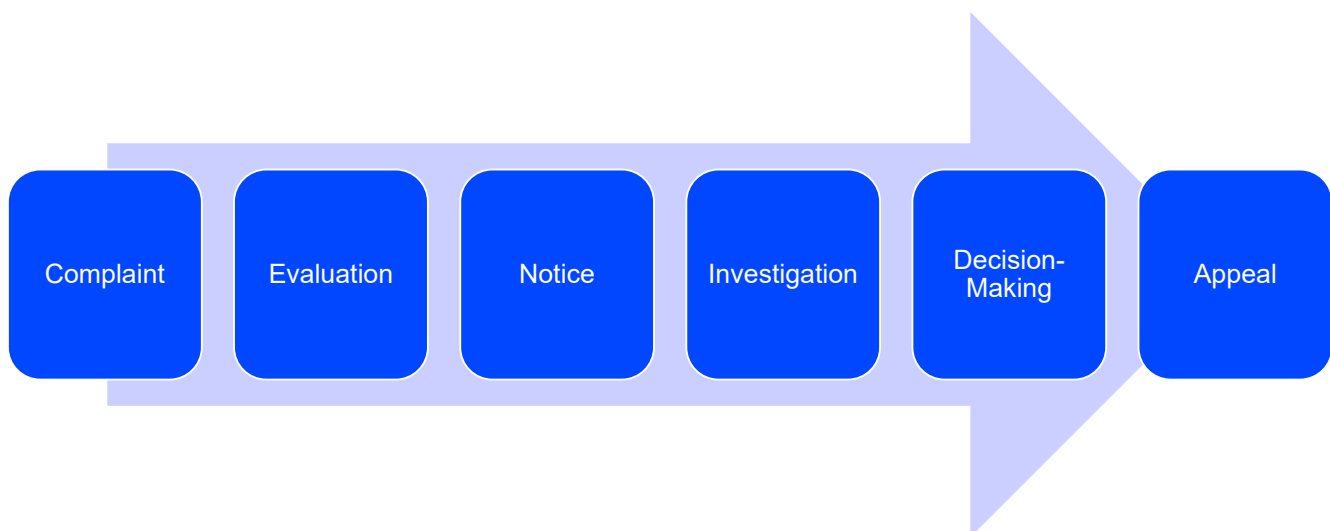 Complaint
Evaluation
Notice
Investigation
Decision-
Making
Appeal